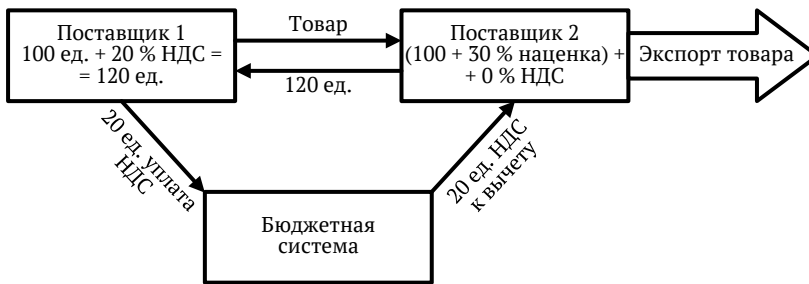 Поставщик 1
100 ед. + 20 % НДС =
= 120 ед.
Товар
120 ед.
Поставщик 2
(100 + 30 % наценка) +
+ 0 % НДС
Экспорт товара
20 ед. уплата
НДС
20 ед. НДС
к вычету
Бюджетная
система